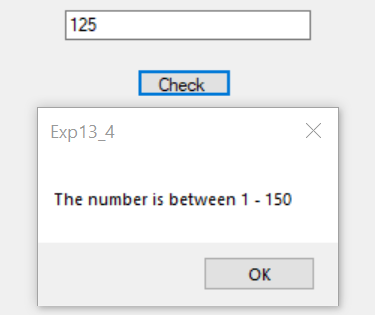 125
Check
Exp13_4
The number is between 1 - 150
OK